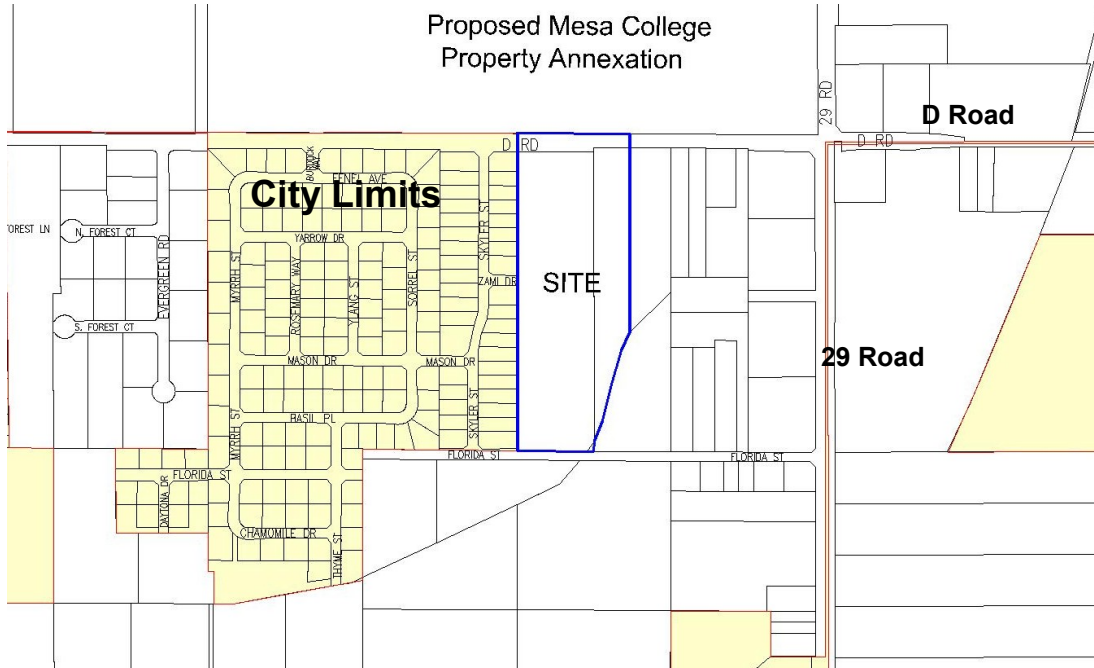 Proposed Mesa College
Property Annexation
29 RD
D Road
D RD
D RD
BURDOCK
WAY
FENEL AVE
City Limits
FOREST LN
N. FOREST CT
EVERGREEN RD
S. FOREST CT
MYRRH ST
YARROW DR
ROSEMARY WAY
YLANG ST
SORREL ST
SKYLER ST
ZAMI DR
SITE
29 Road
MASON DR
MASON DR
MYRRH ST
BASIL PL
SKYLER ST
FLORIDA ST
FLORIDA ST
FLORIDA ST
DAYTONA DR
CHAMOMILE DR
THYME ST